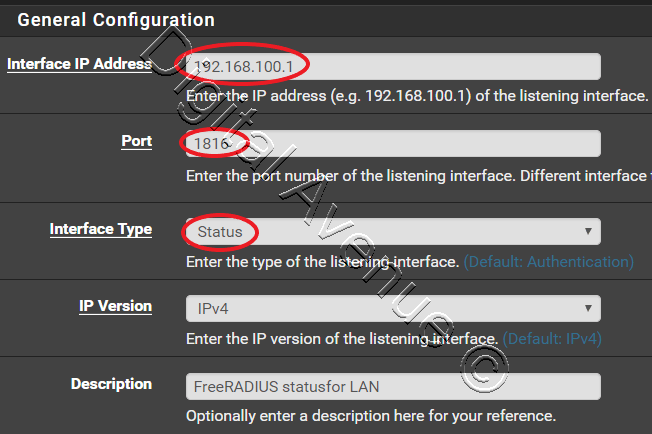 General Configuration
Interface IP Address
192.168.100.1
Enter the IP address (e.g. 192.168.100.1) of the listening interface.
Port
1816
Enter the port number of the listening interface. Different interface
Interface Type
Status
Enter the type of the listening interface. (Default: Authentication)
IP Version
IPv4
Enter the IP version of the listening interface. (Default: IPv4)
Description
FreeRADIUS statusfor LAN
Optionally enter a description here for your reference.
Digital Avenue ©